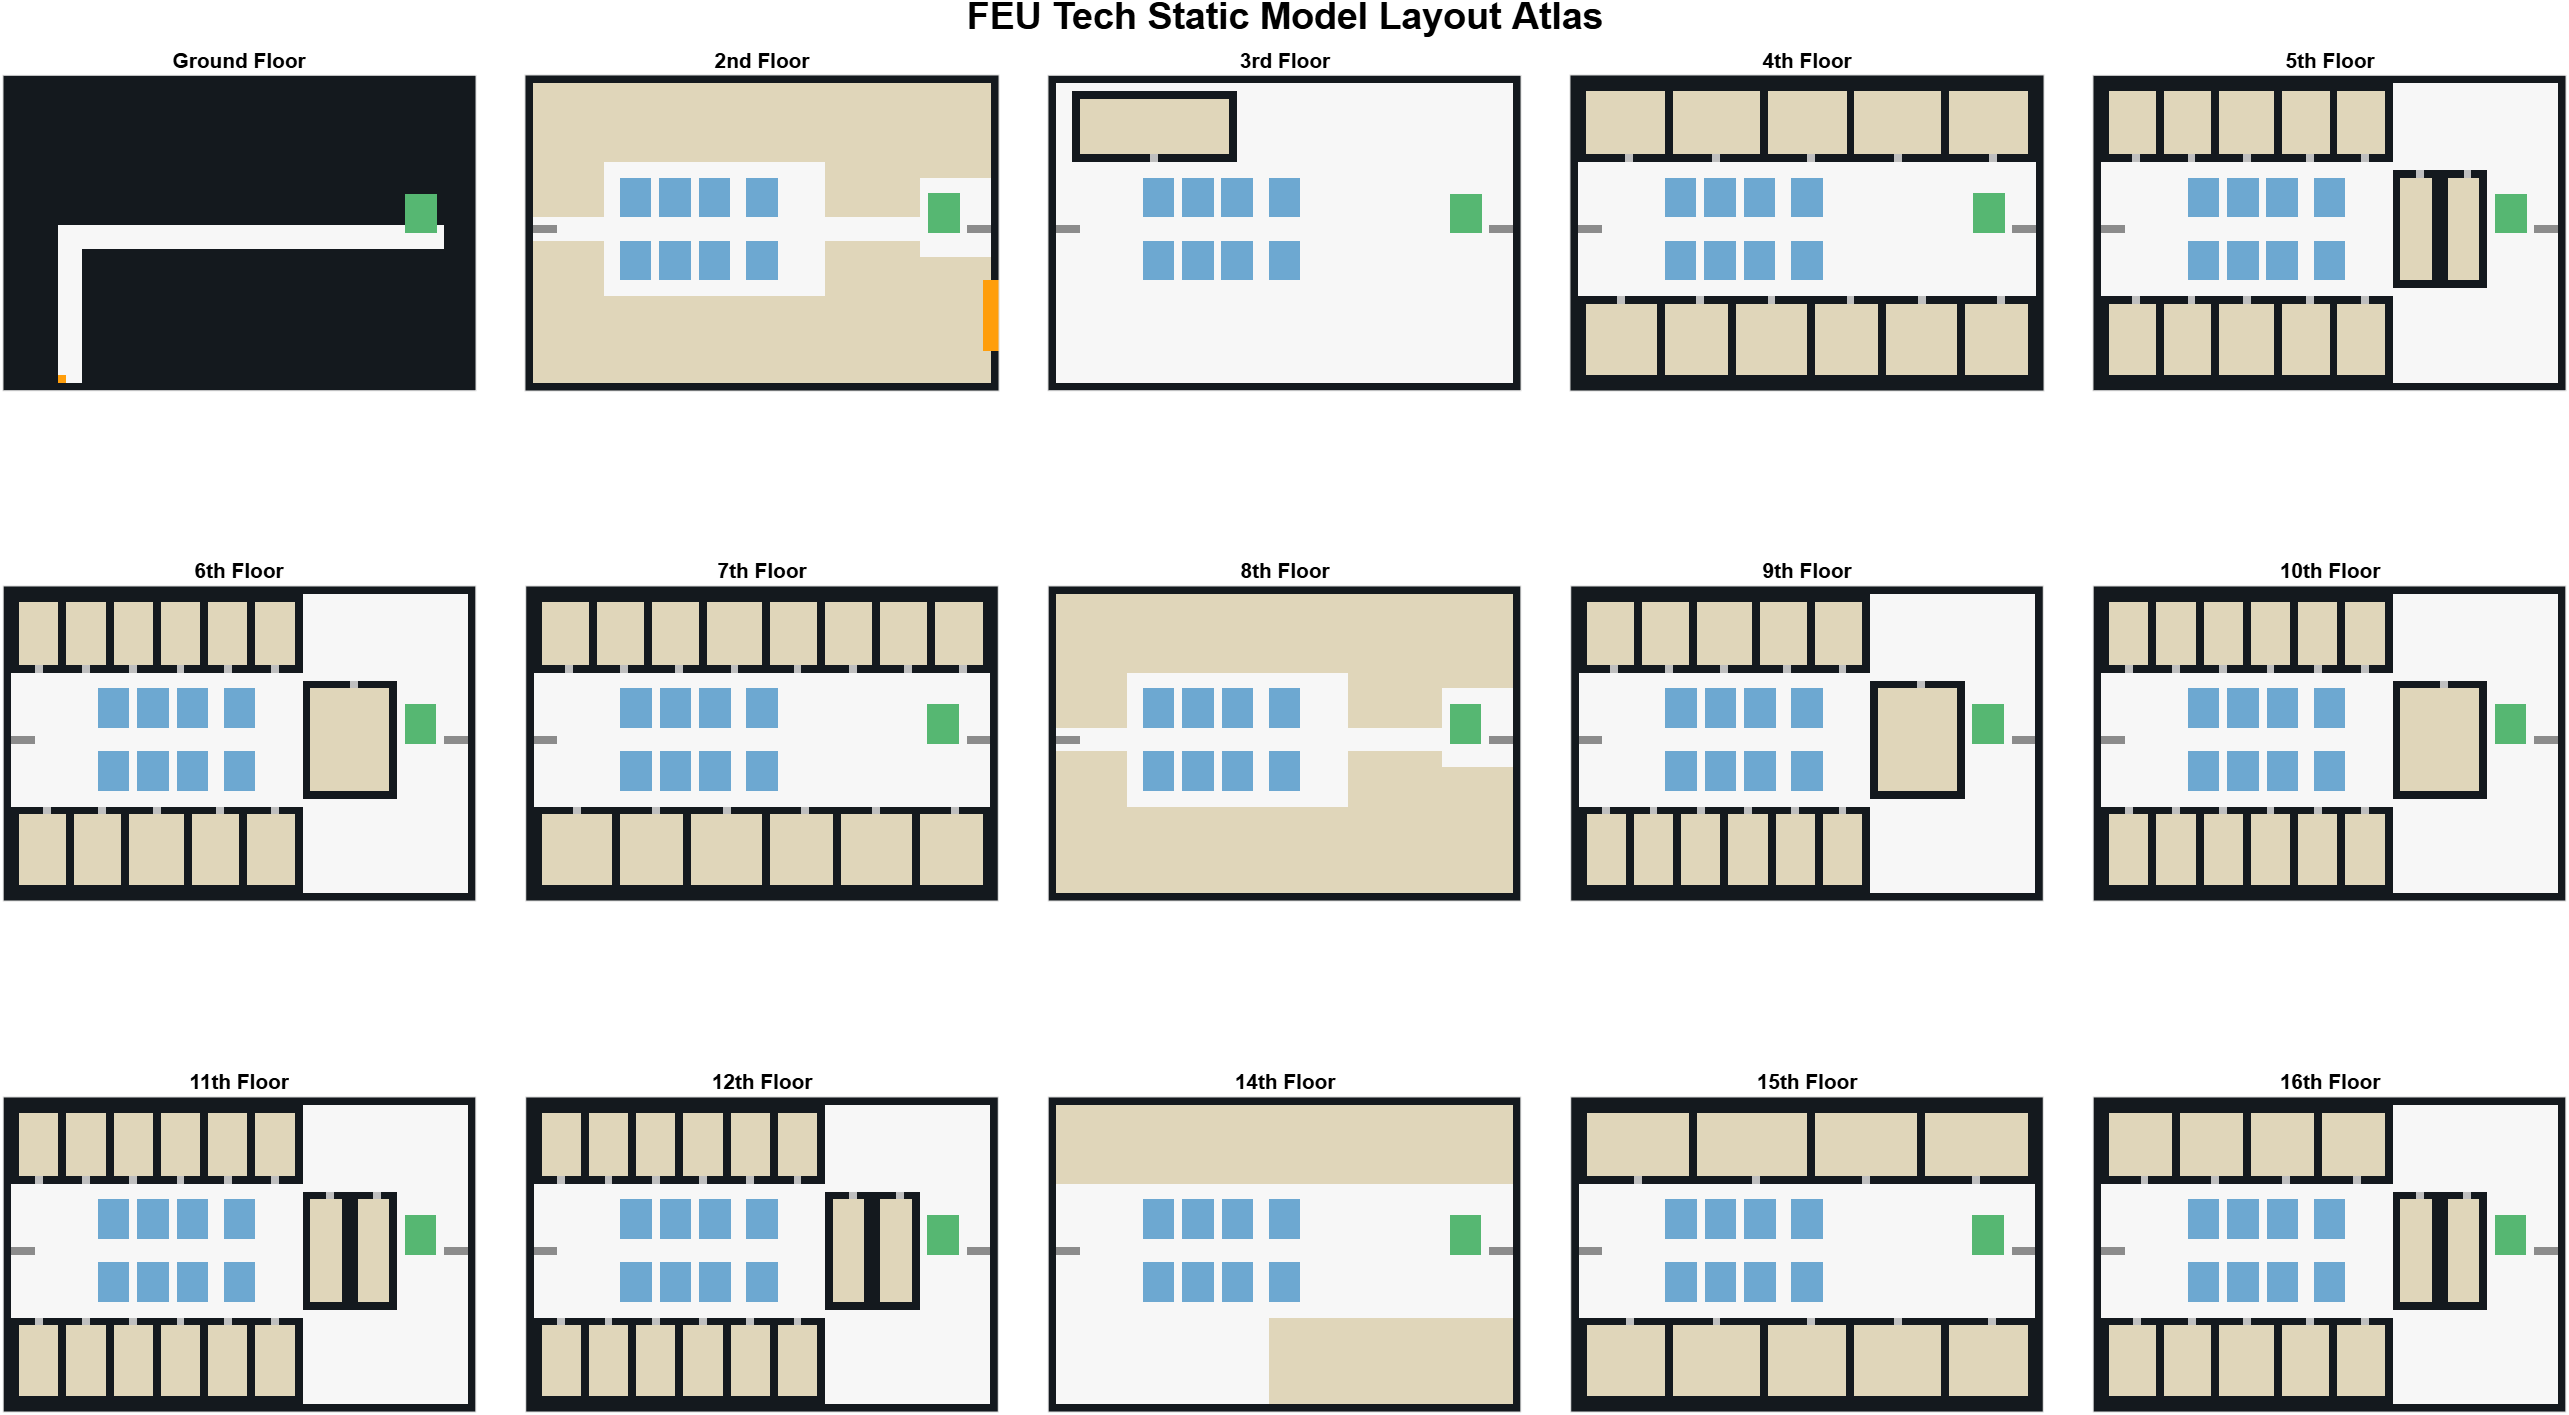 FEU Tech Static Model Layout Atlas
Ground Floor
2nd Floor
3rd Floor
4th Floor
5th Floor
6th Floor
7th Floor
8th Floor
9th Floor
10th Floor
11th Floor
12th Floor
14th Floor
15th Floor
16th Floor